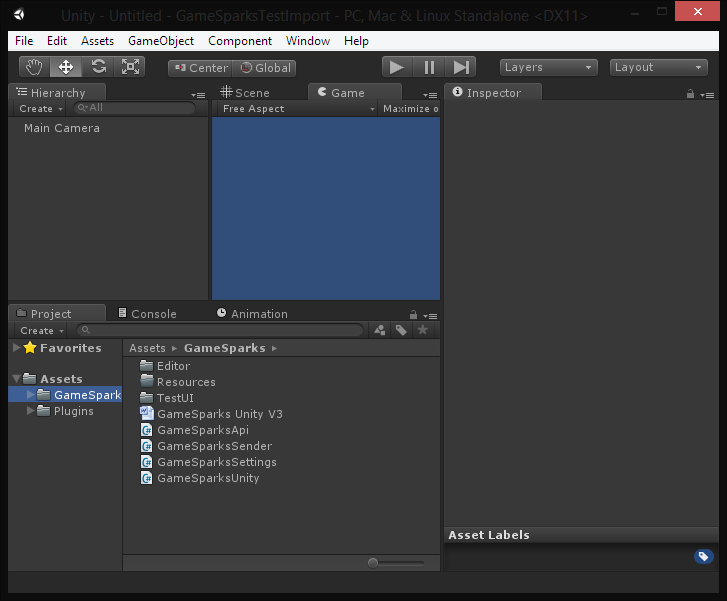 Unity - Untitled - GameSparksTestImport - PC, Mac & Linux Standalone <DX11>
File Edit Assets GameObject Component Window Help
Center Global Layers Layout
Hierarchy Scene Game Inspector
Create All Free Aspect Maximize o
Main Camera
Project Console Animation
Create
Favorites Assets GameSparks
Editor
Resources
Assets
TestUI
GameSpark
GameSparks Unity V3
Plugins
GameSparksApi
GameSparksSender
GameSparksSettings
GameSparksUnity
Asset Labels